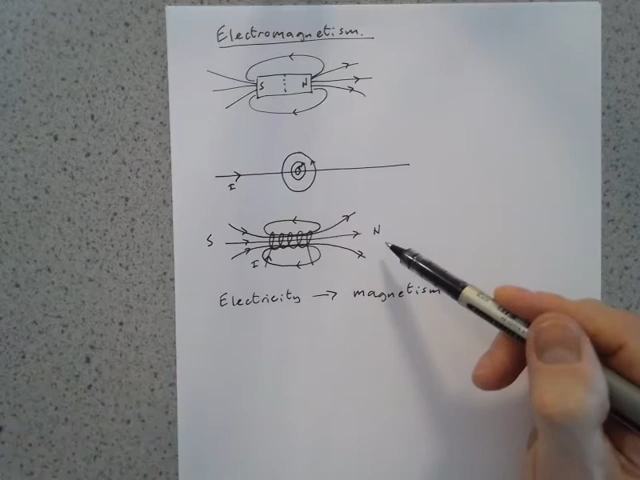 Electromagnetism.
S N
I
S N
I
Electricity → magnetism